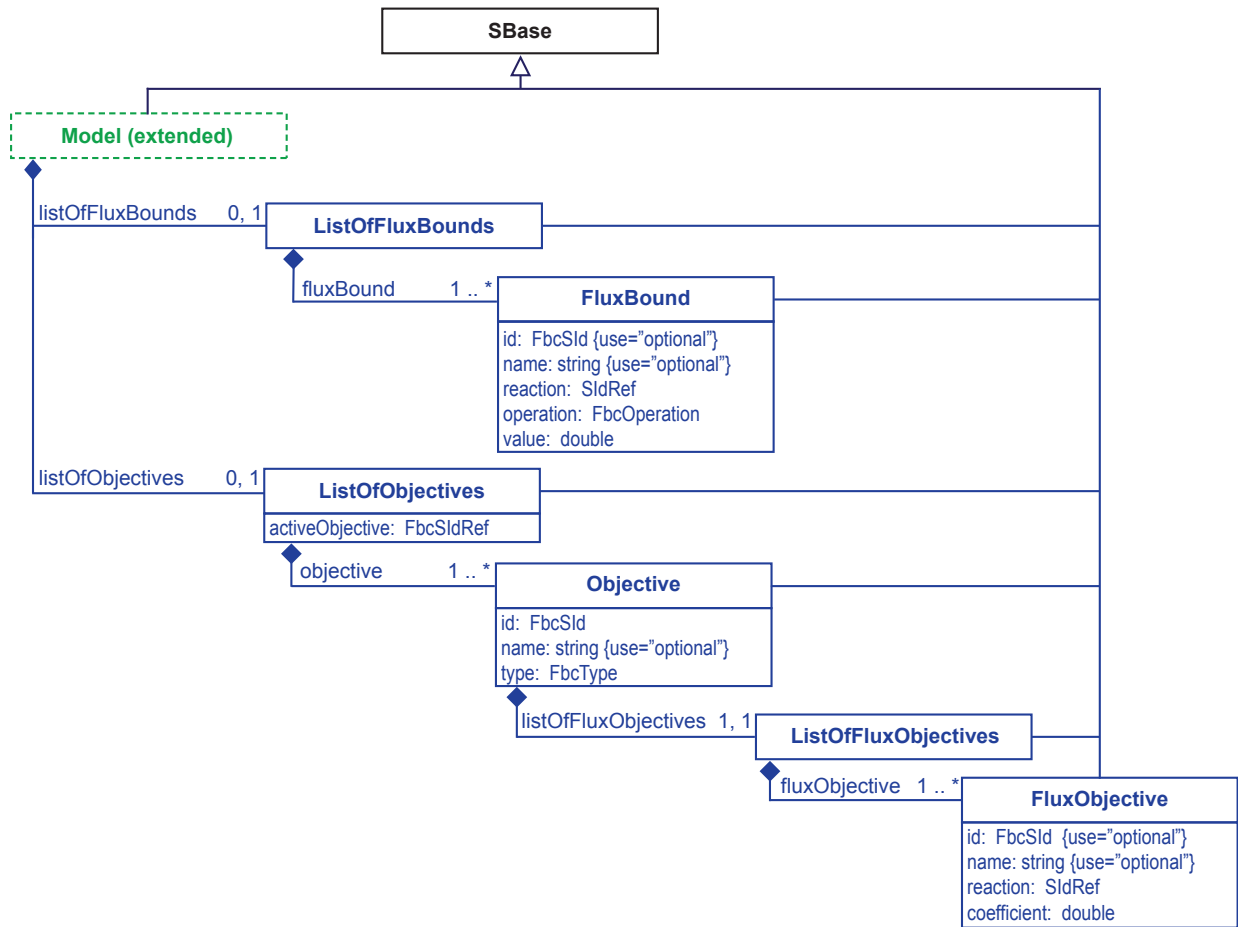 SBase
Model (extended)
listOfFluxBounds 0, 1
ListOfFluxBounds
fluxBound 1 .. *
FluxBound
id: FbcSId {use=”optional”}
name: string {use=”optional”}
reaction: SIdRef
operation: FbcOperation
value: double
listOfObjectives 0, 1
ListOfObjectives
activeObjective: FbcSIdRef
objective 1 .. *
Objective
id: FbcSId
name: string {use=”optional”}
type: FbcType
listOfFluxObjectives 1, 1
ListOfFluxObjectives
fluxObjective 1 .. *
FluxObjective
id: FbcSId {use=”optional”}
name: string {use=”optional”}
reaction: SIdRef
coefficient: double